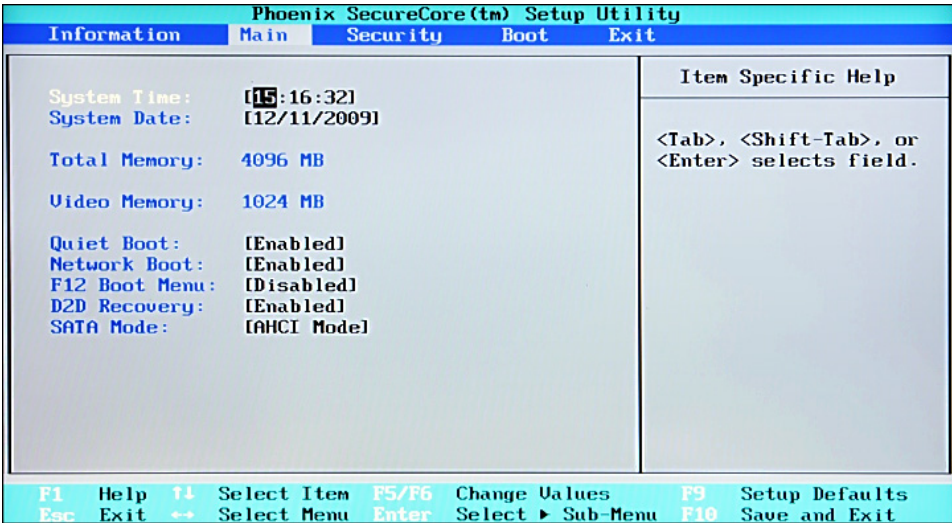 Phoenix SecureCore(tm) Setup Utility
Information Main Security Boot Exit
Item Specific Help
System Time: [15:16:32]
System Date: [12/11/2009]
<Tab>, <Shift-Tab>, or
<Enter> selects field.
Total Memory: 4096 MB
Video Memory: 1024 MB
Quiet Boot: [Enabled]
Network Boot: [Enabled]
F12 Boot Menu: [Disabled]
D2D Recovery: [Enabled]
SATA Mode: [AHCI Mode]
F1 Help ↑↓ Select Item F5/F6 Change Values F9 Setup Defaults
Esc Exit ↔ Select Menu Enter Select ▶ Sub-Menu F10 Save and Exit